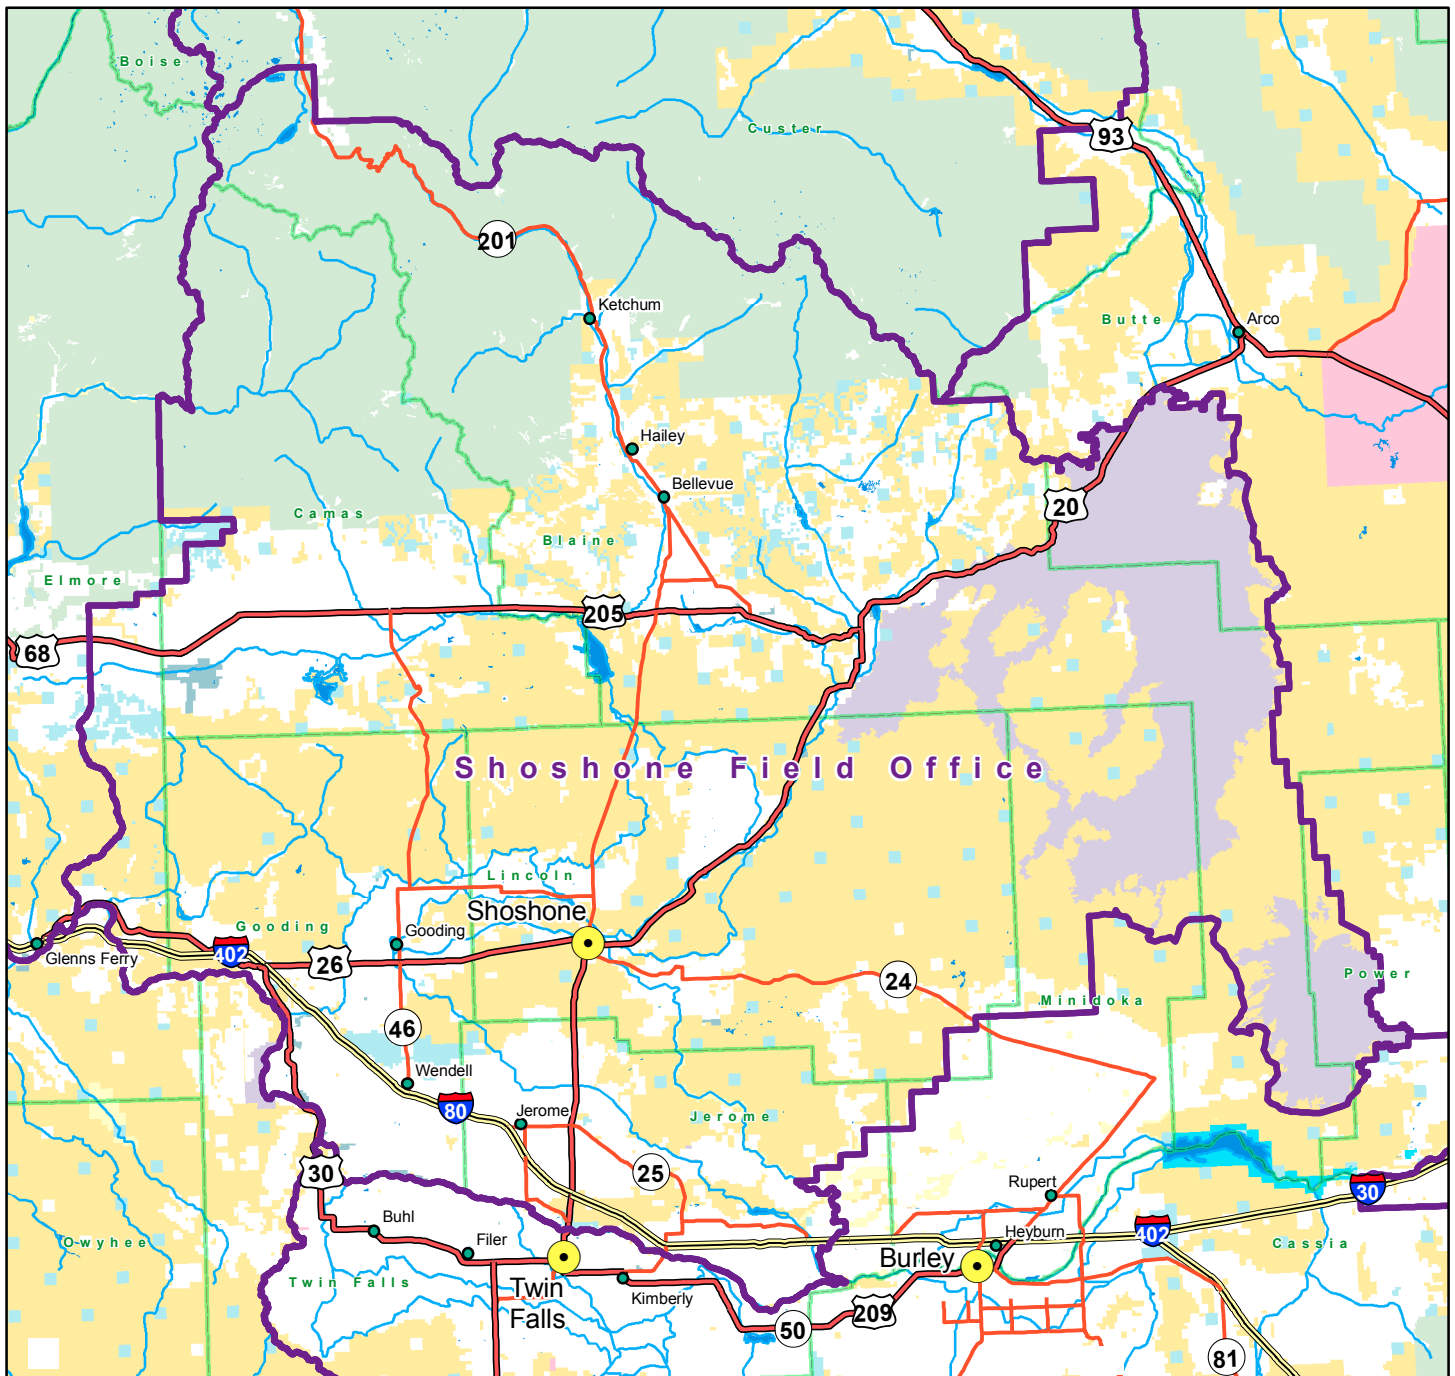 Boise
Custer
93
201
Ketchum
Butte
Arco
Hailey
Bellevue
20
Camas
Blaine
Elmore
205
68
Shoshone Field Office
Lincoln
Shoshone
Gooding
Gooding
Glenns Ferry
402
26
24
Power
Minidoka
46
Wendell
80
Jerome
Jerome
25
30
Rupert
30
Buhl
Owyhee
Filer
Heyburn
402
Cassia
Burley
Twin Falls
Twin
Falls
Kimberly
209
50
81